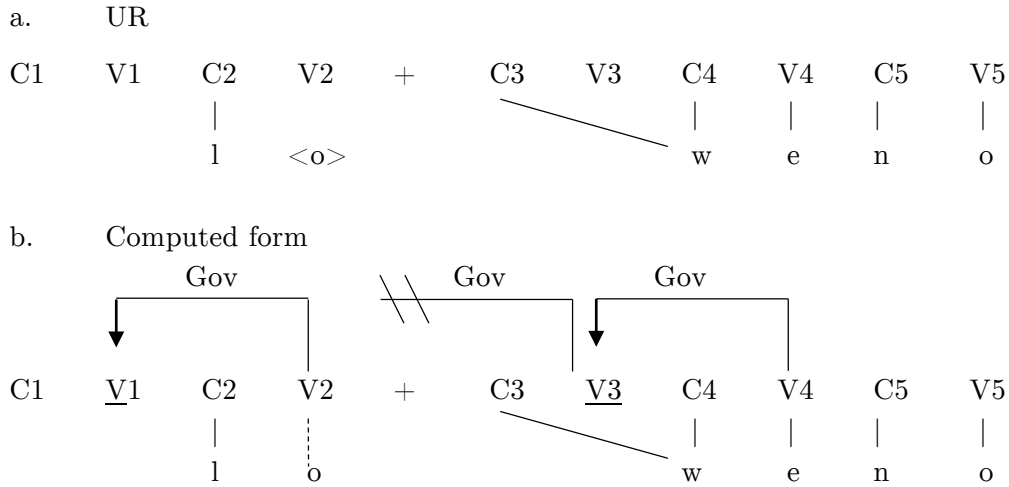 a. UR
C1 V1 C2 V2 + C3 V3 C4 V4 C5 V5
l <o> w e n o
b. Computed form
Gov Gov Gov
C1 V1 C2 V2 + C3 V3 C4 V4 C5 V5
l o w e n o